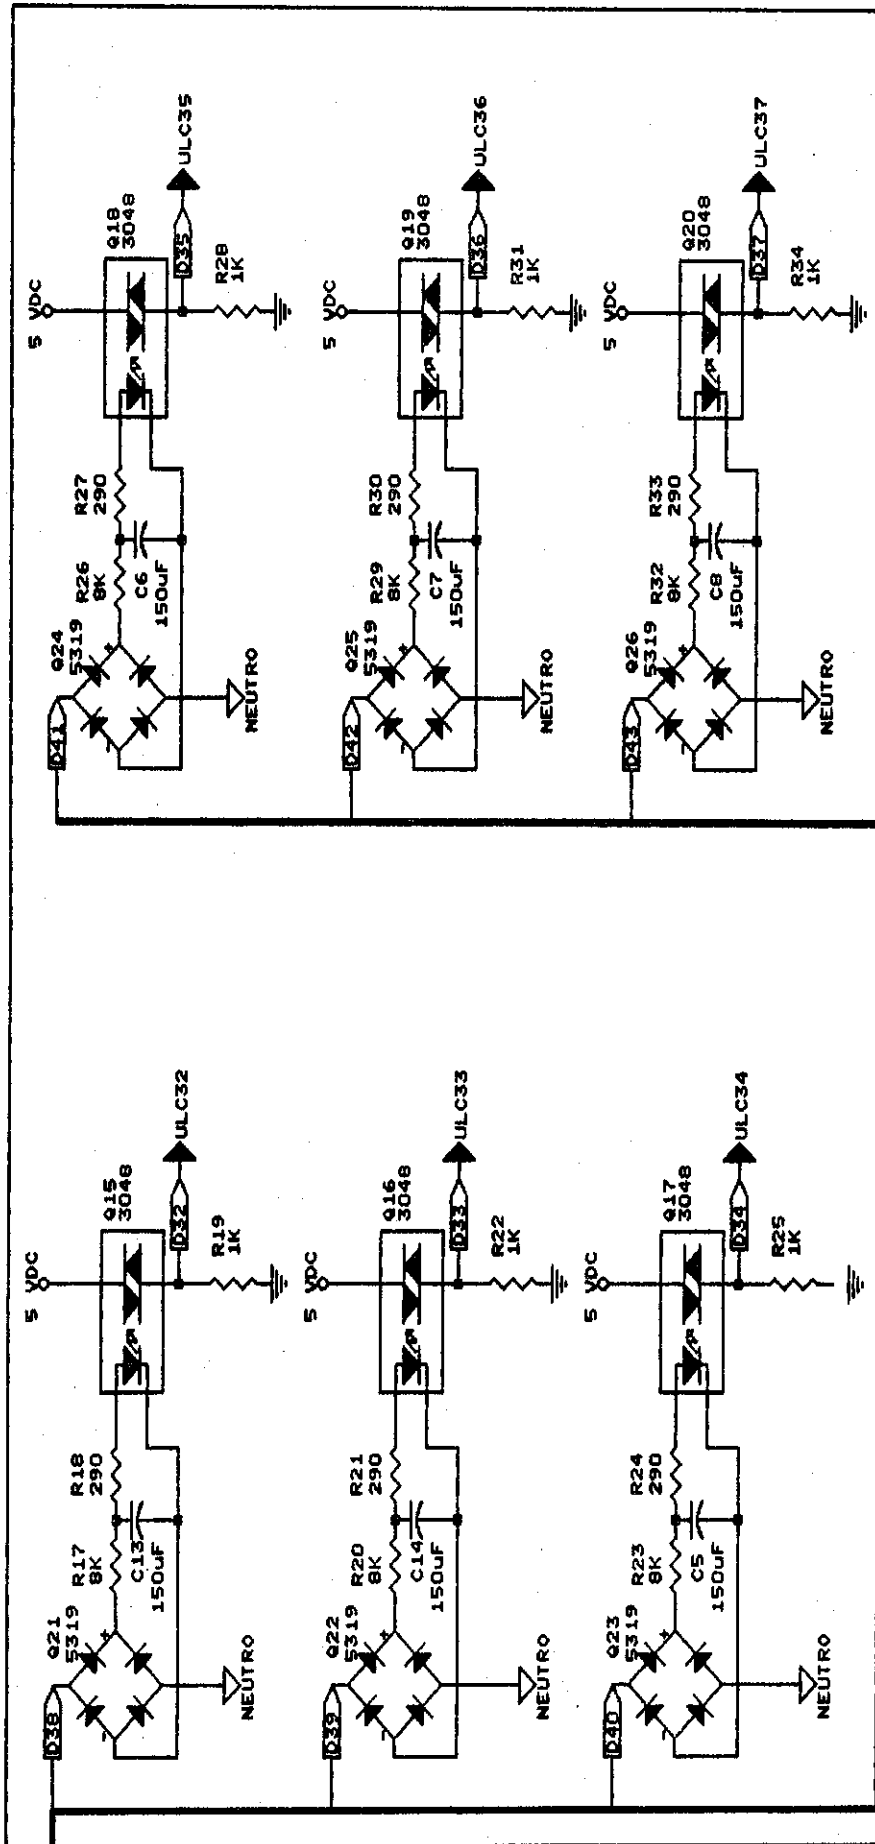 D41
Q24
5319
R26
8K
R27
290
C6
150uF
NEUTRO
5 VDC
Q18
3048
D35
ULC35
R28
1K
D42
Q25
5319
R29
8K
R30
290
C7
150uF
NEUTRO
5 VDC
Q19
3048
D36
ULC36
R31
1K
D43
Q26
5319
R32
8K
R33
290
C8
150uF
NEUTRO
5 VDC
Q20
3048
D37
ULC37
R34
1K
D38
Q21
5319
R17
8K
R18
290
C13
150uF
NEUTRO
5 VDC
Q15
3048
D32
ULC32
R19
1K
D39
Q22
5319
R20
8K
R21
290
C14
150uF
NEUTRO
5 VDC
Q16
3048
D33
ULC33
R22
1K
D40
Q23
5319
R23
8K
R24
290
C5
150uF
NEUTRO
5 VDC
Q17
3048
D34
ULC34
R25
1K